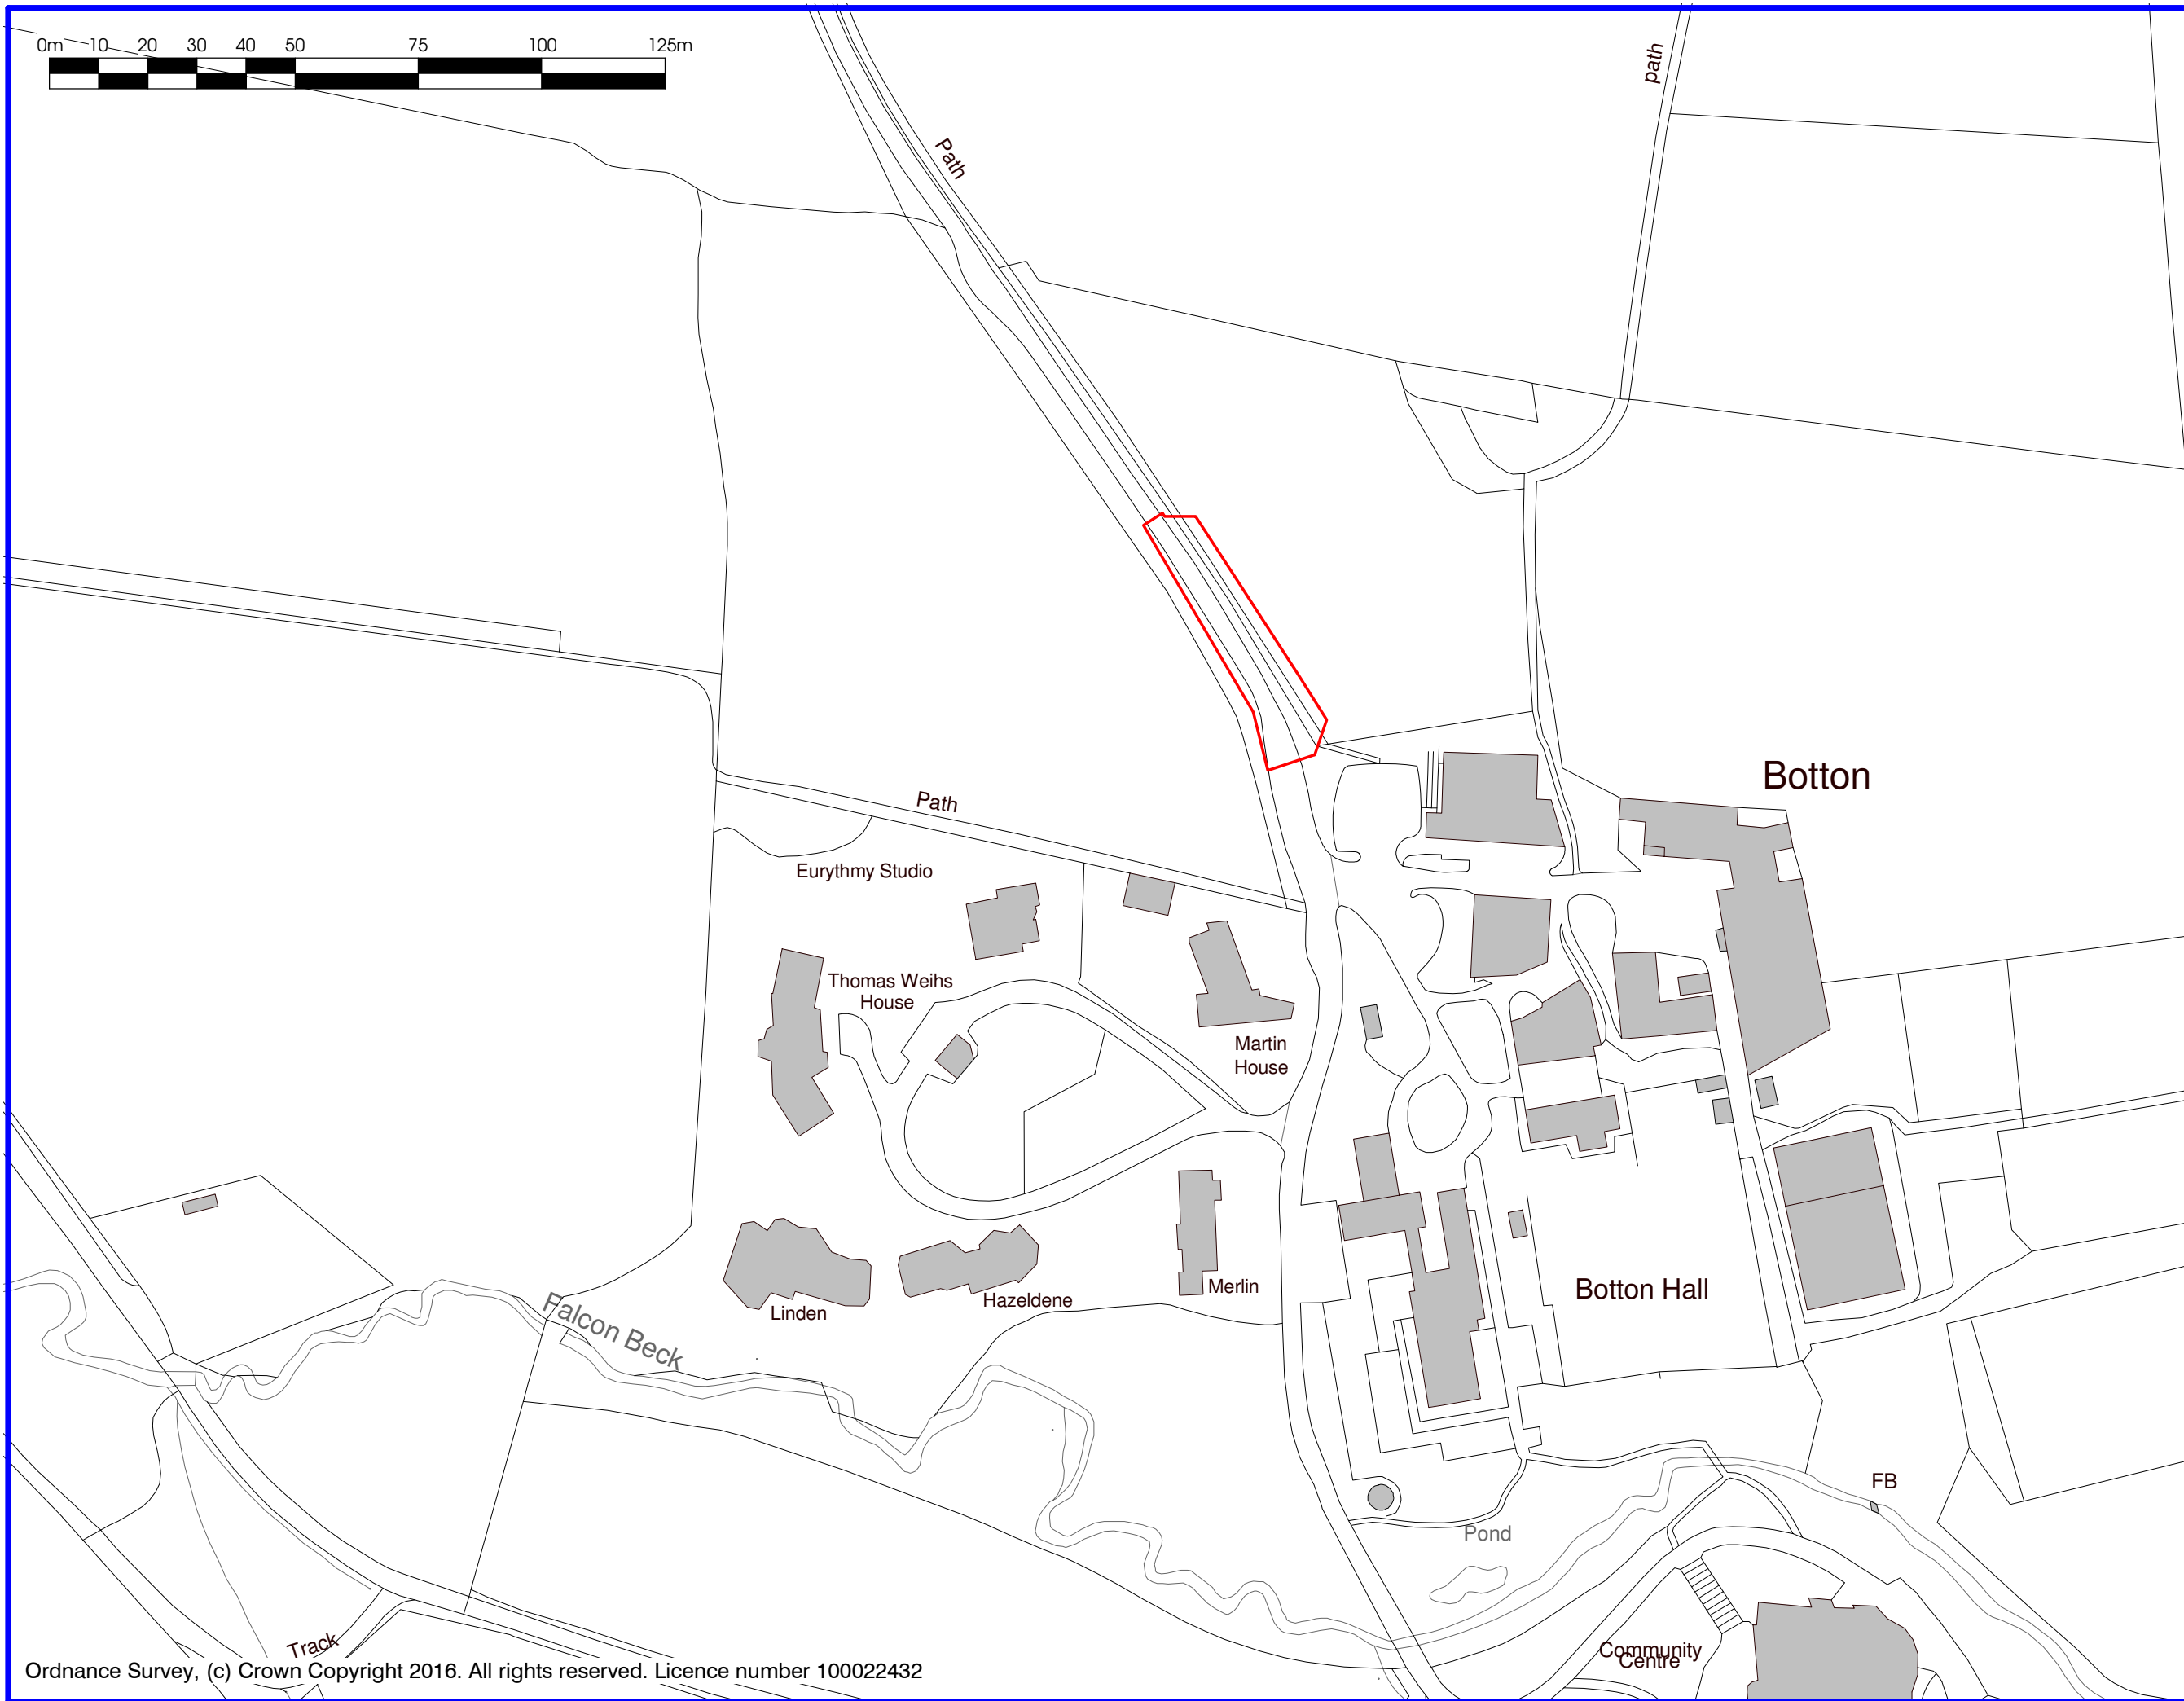 0m 10 20 30 40 50 75 100 125m
path
Path
Botton
Path
Eurythmy Studio
Thomas Weihs
House
Martin
House
Merlin
Botton Hall
Hazeldene
Linden
Falcon Beck
FB
Pond
Track
Community
Centre
Ordnance Survey, (c) Crown Copyright 2016. All rights reserved. Licence number 100022432